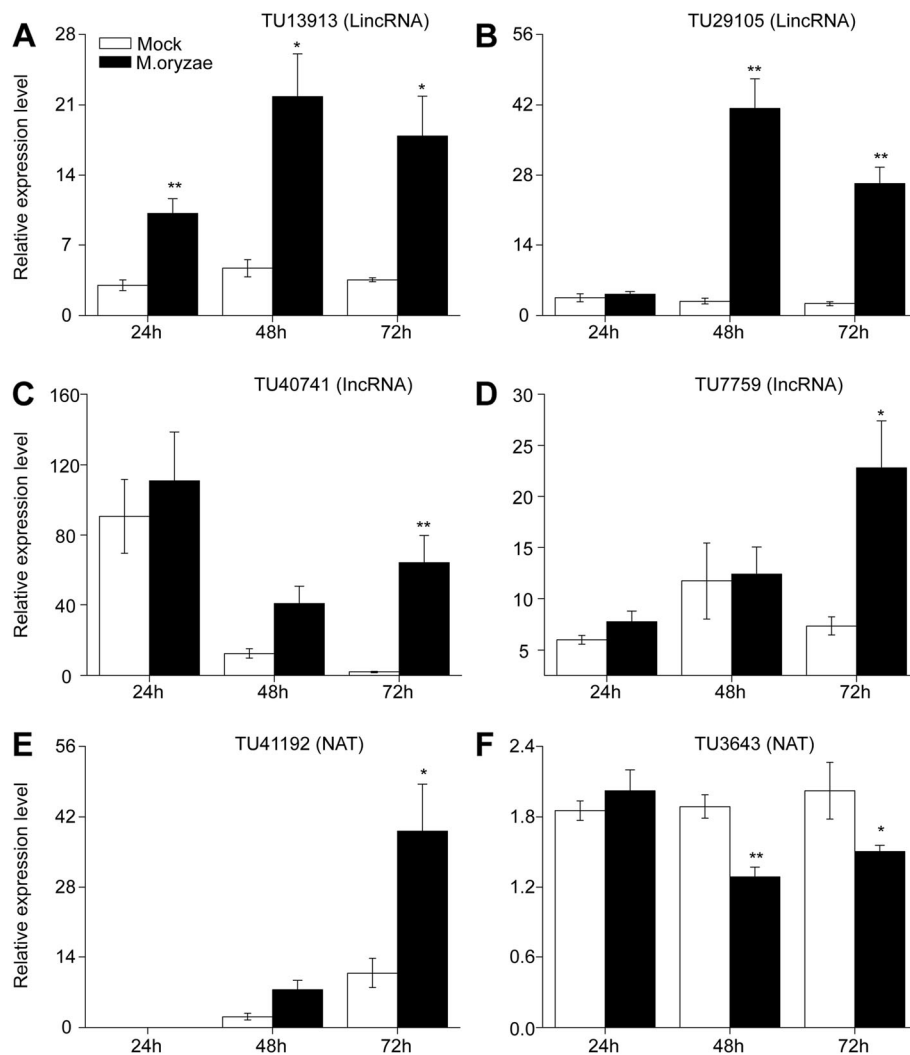 A
TU13913 (LincRNA)
Relative expression level
28
21
14
7
0
Mock
M.oryzae
**
*
*
24h
48h
72h
B
TU29105 (LincRNA)
56
42
28
14
0
**
**
24h
48h
72h
C
TU40741 (lncRNA)
Relative expression level
160
120
80
40
0
**
24h
48h
72h
D
TU7759 (lncRNA)
30
25
20
15
10
5
*
24h
48h
72h
E
TU41192 (NAT)
Relative expression level
56
42
28
14
0
*
24h
48h
72h
F
TU3643 (NAT)
2.4
1.8
1.2
0.6
0.0
**
*
24h
48h
72h